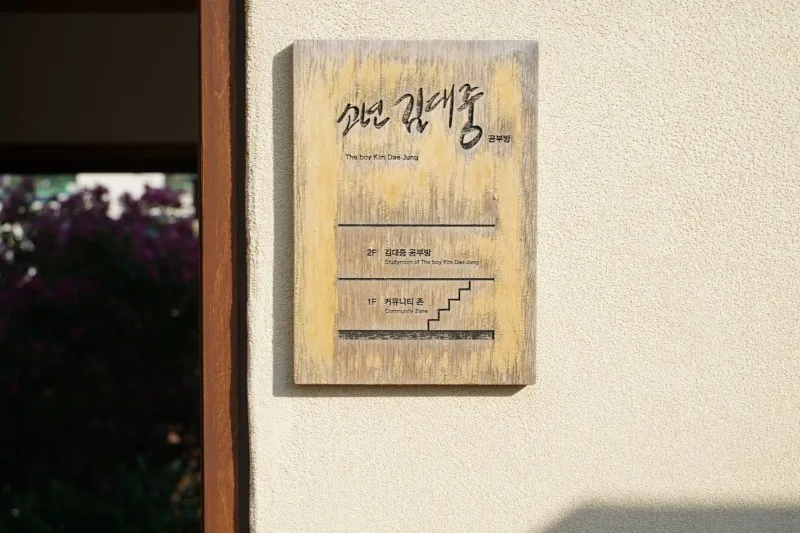 소년 김대중 공부방
The boy Kim Dae Jung
2F 김대중 공부방
Studyroom of The boy Kim Dae Jung
1F 커뮤니티 존
Community Zone